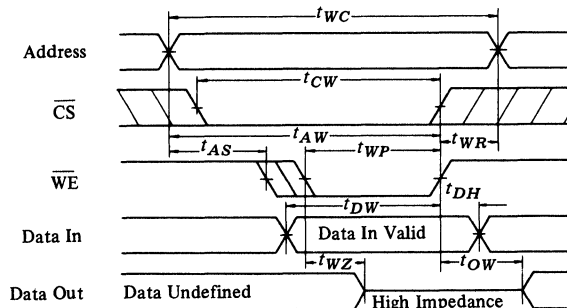 tWC
Address
tCW
CS
tAW
tAS tWP tWR
WE
tDH
tDW
Data In Data In Valid
tWZ tOW
Data Out Data Undefined High Impedance